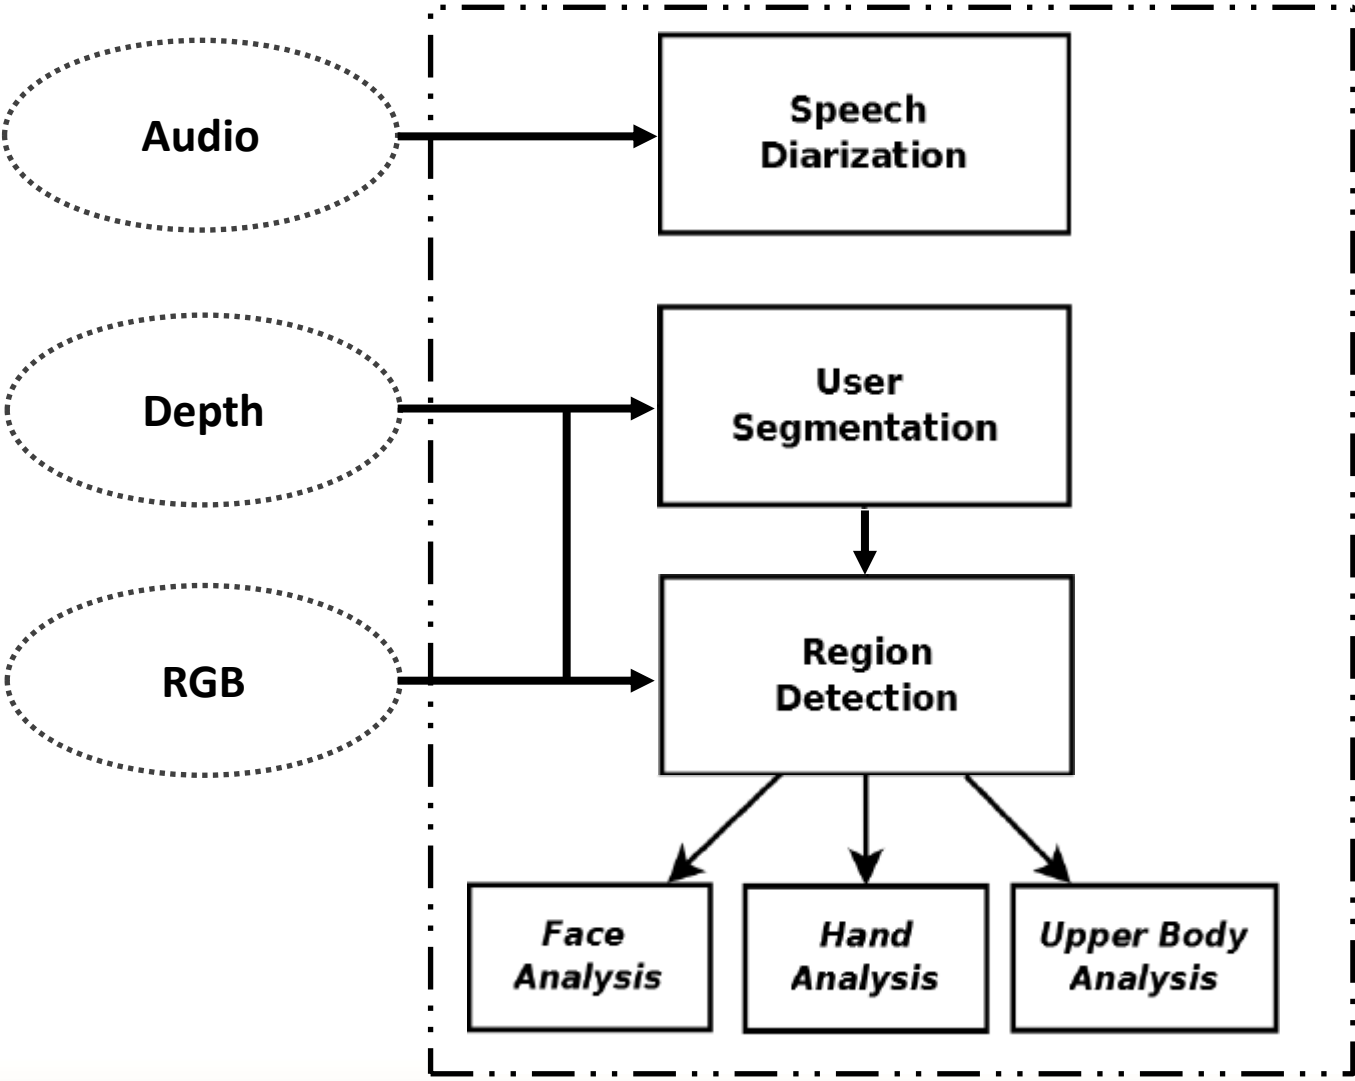 Audio
Speech
Diarization
Depth
User
Segmentation
RGB
Region
Detection
Face
Analysis
Hand
Analysis
Upper Body
Analysis